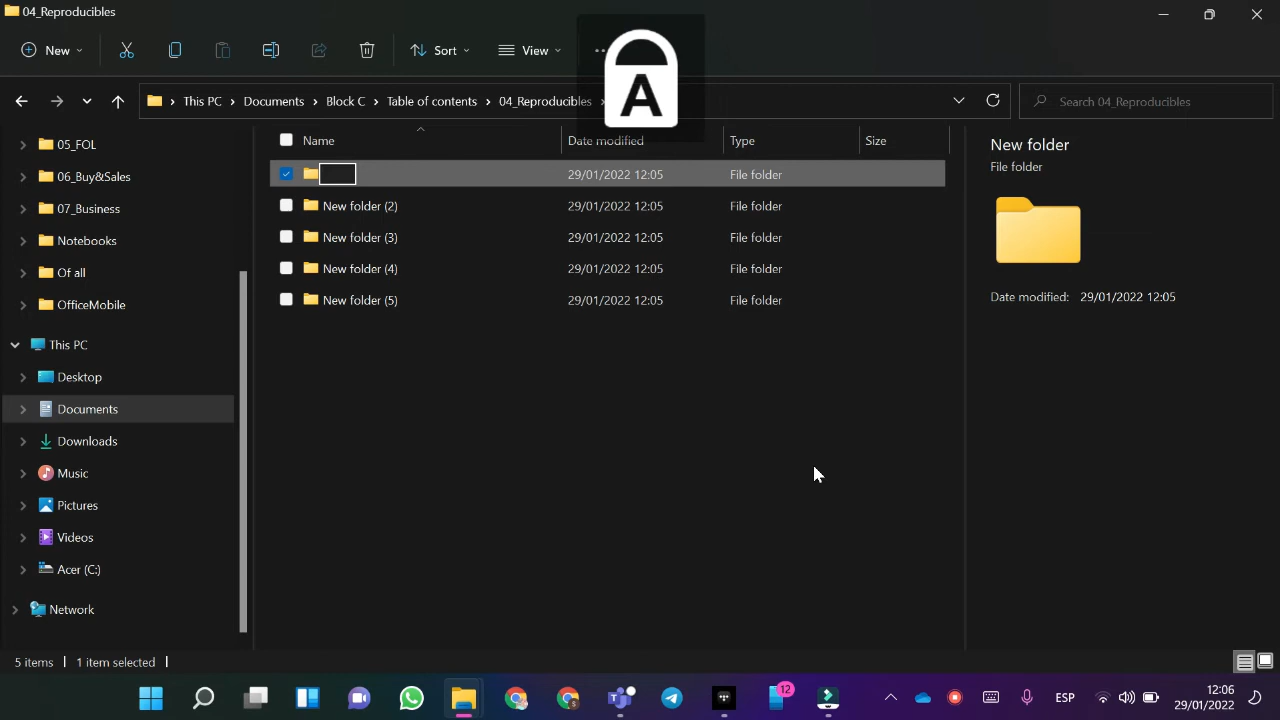 04_Reproducibles
New
Sort
View
A
This PC
Documents
Block C
Table of contents
04_Reproducibles
Search 04_Reproducibles
Name
Date modified
Type
Size
29/01/2022 12:05
File folder
New folder (2)
29/01/2022 12:05
File folder
New folder (3)
29/01/2022 12:05
File folder
New folder (4)
29/01/2022 12:05
File folder
New folder (5)
29/01/2022 12:05
File folder
05_FOL
06_Buy&Sales
07_Business
Notebooks
Of all
OfficeMobile
This PC
Desktop
Documents
Downloads
Music
Pictures
Videos
Acer (C:)
Network
New folder
File folder
Date modified: 29/01/2022 12:05
5 items
1 item selected
12
ESP
12:06
29/01/2022